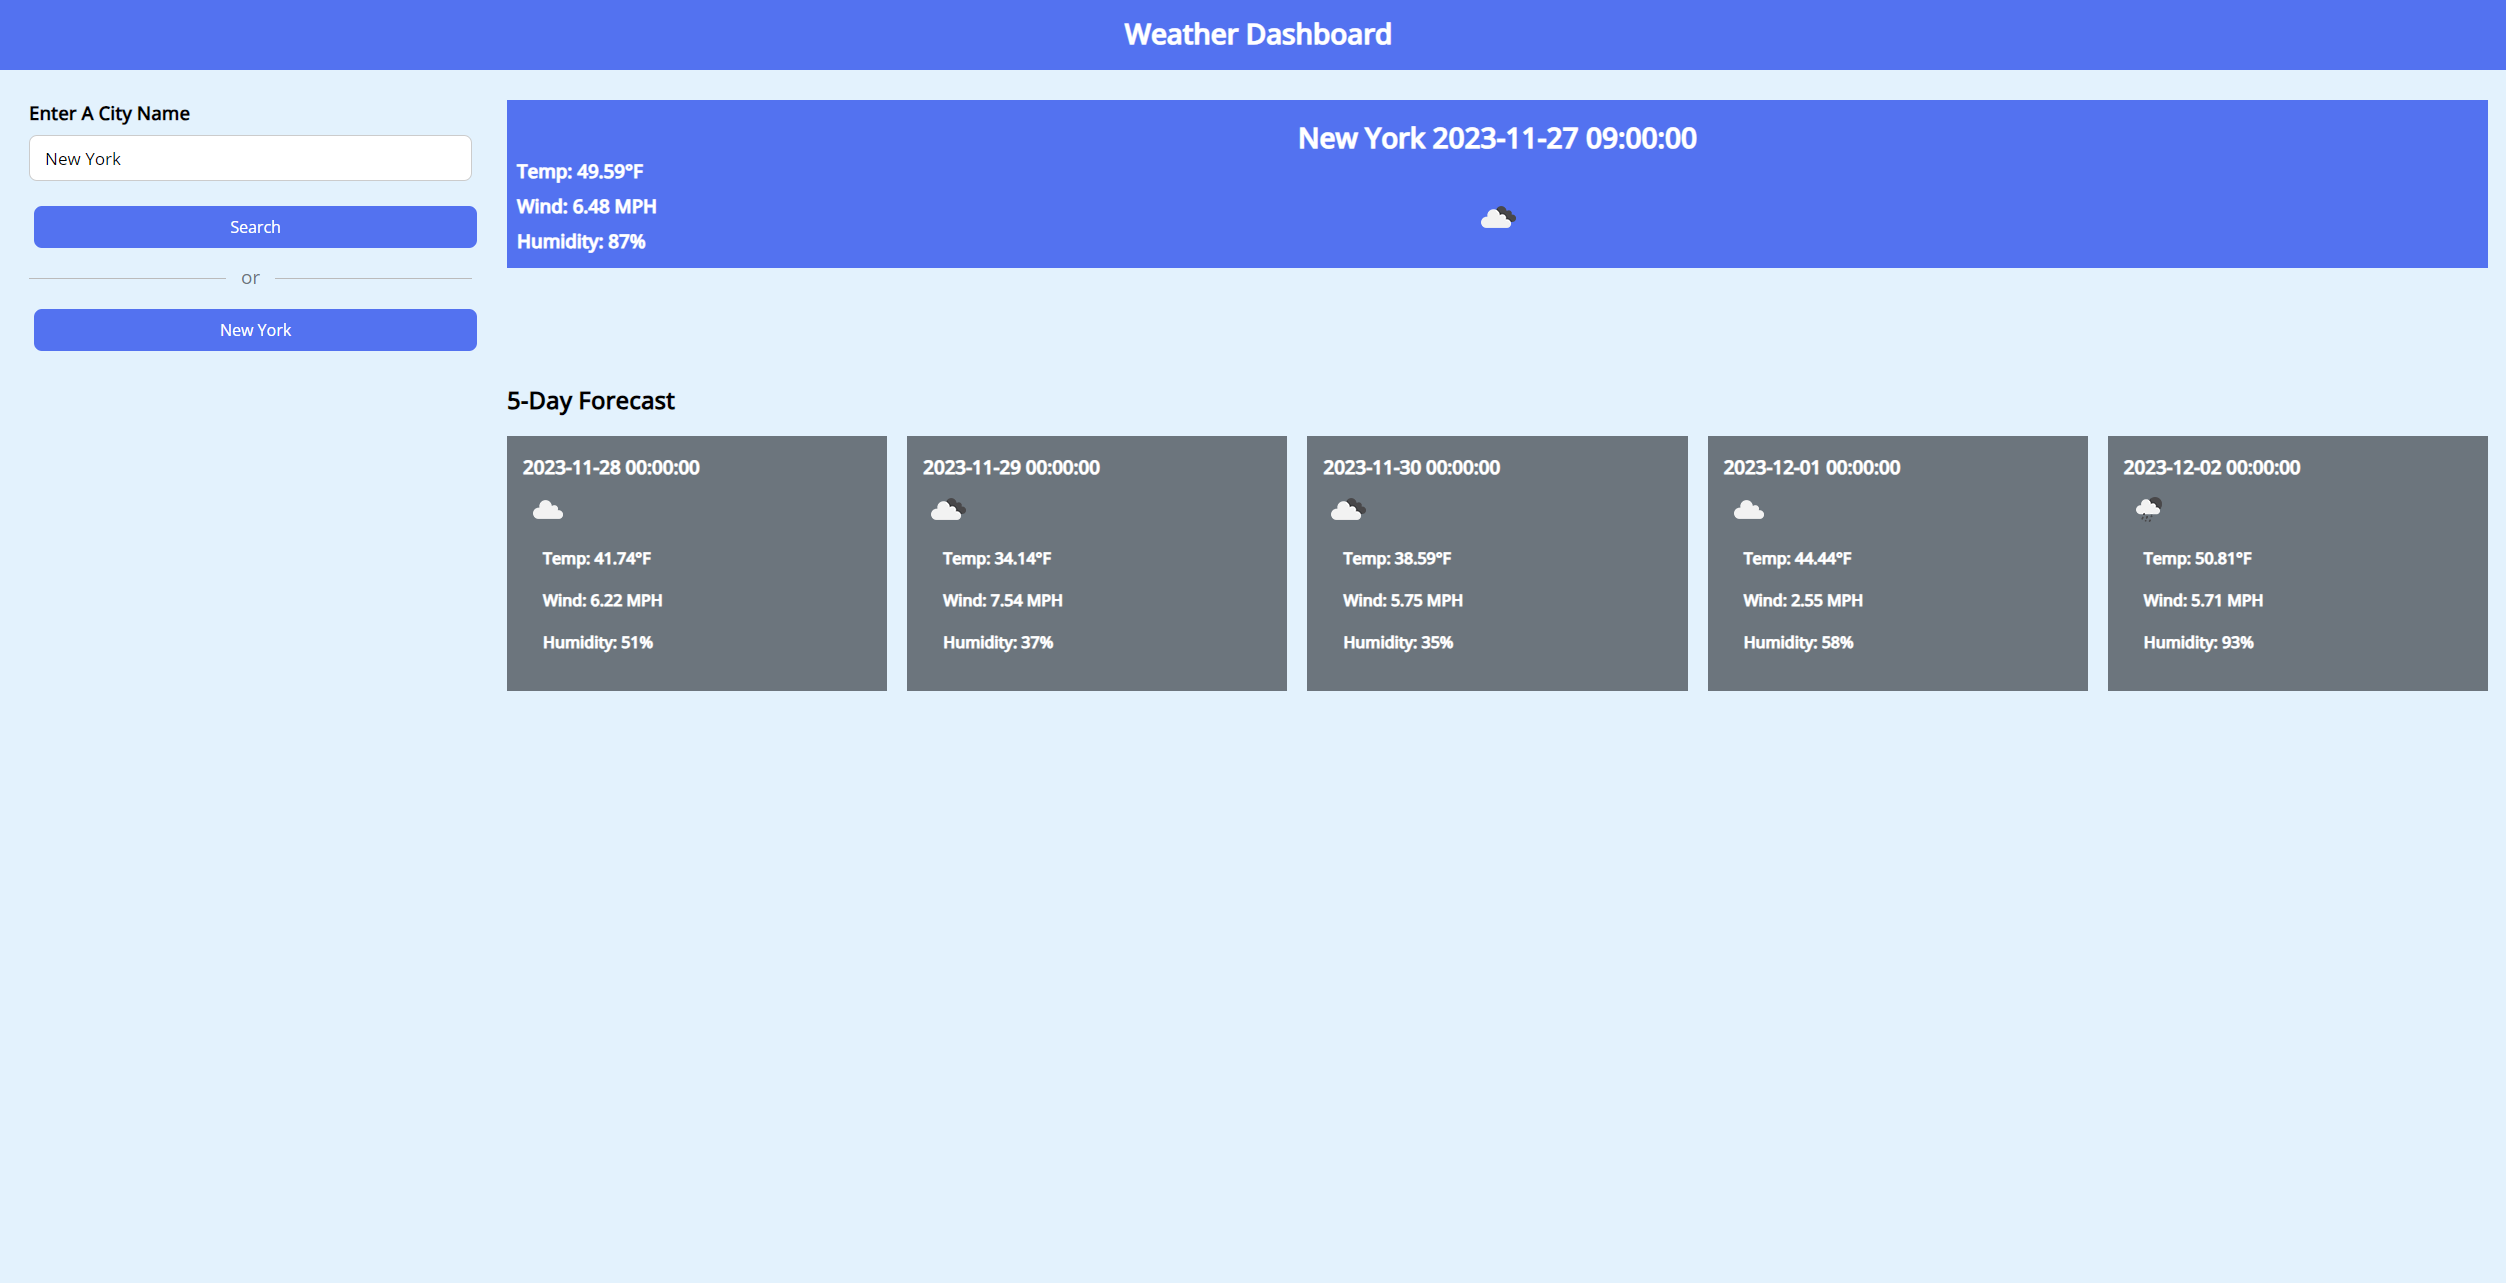 Weather Dashboard
Enter A City Name
New York
Search
or
New York
New York 2023-11-27 09:00:00
Temp: 49.59°F
Wind: 6.48 MPH
Humidity: 87%
5-Day Forecast
2023-11-28 00:00:00
Temp: 41.74°F
Wind: 6.22 MPH
Humidity: 51%
2023-11-29 00:00:00
Temp: 34.14°F
Wind: 7.54 MPH
Humidity: 37%
2023-11-30 00:00:00
Temp: 38.59°F
Wind: 5.75 MPH
Humidity: 35%
2023-12-01 00:00:00
Temp: 44.44°F
Wind: 2.55 MPH
Humidity: 58%
2023-12-02 00:00:00
Temp: 50.81°F
Wind: 5.71 MPH
Humidity: 93%